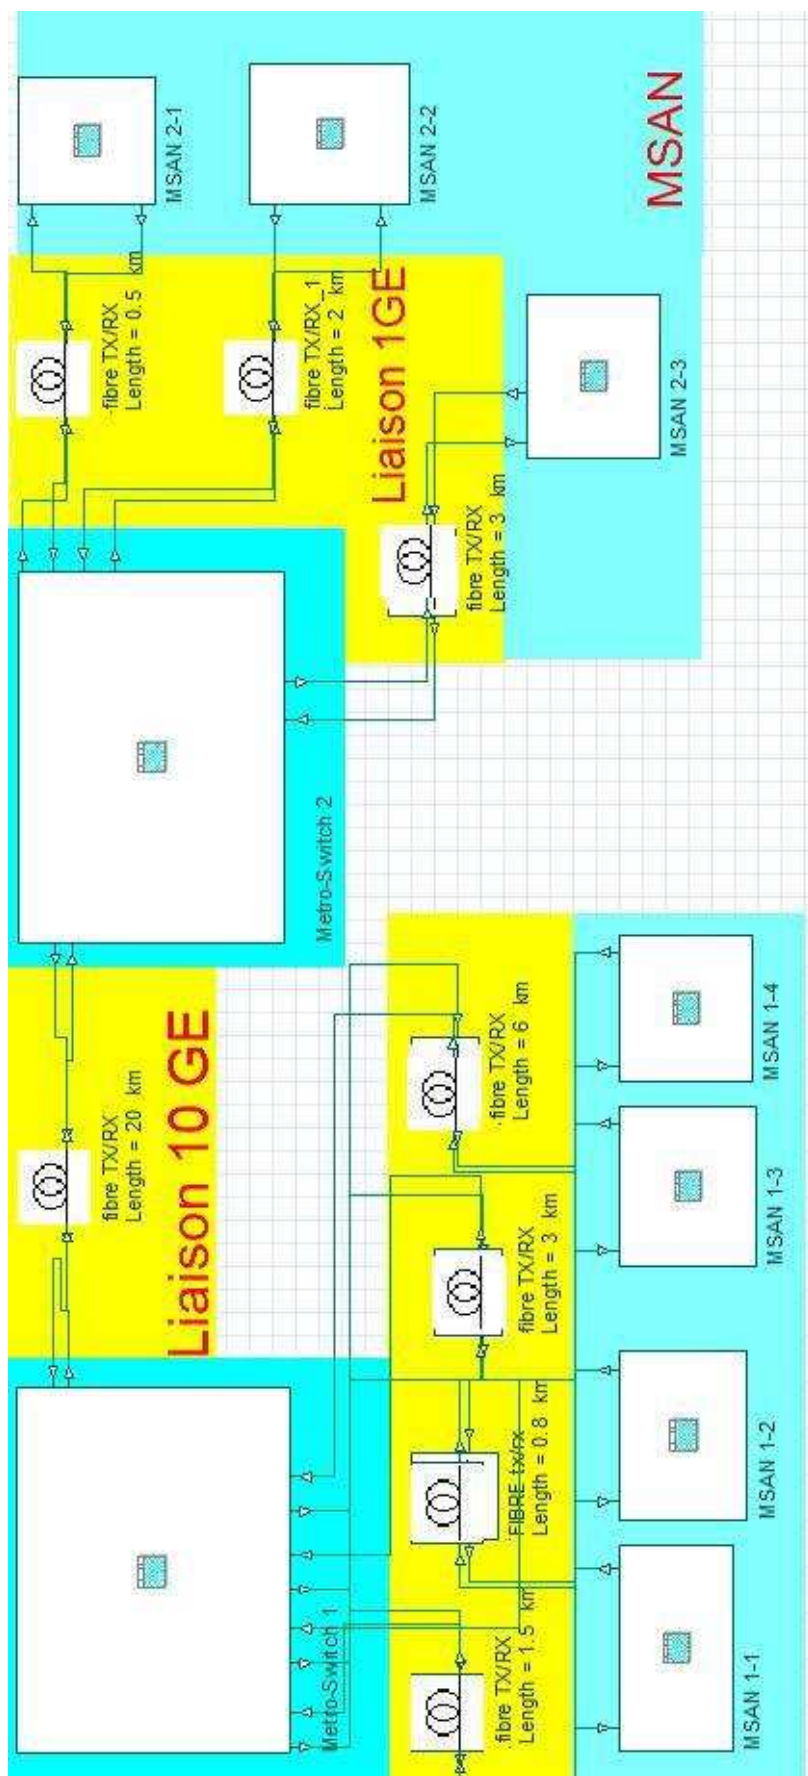 MSAN 2-1
MSAN 2-2
MSAN
.fibre TX/RX
Length = 0.5 km
fibre TX/RX_1
Length = 2 km
Liaison 1GE
MSAN 2-3
fibre TX/RX
Length = 3 km
Metro-Switch 2
fibre TX/RX
Length = 20 km
Liaison 10 GE
.fibre TX/RX
Length = 6 km
MSAN 1-4
fibre TX/RX
Length = 3 km
MSAN 1-3
FIBRE tx/rx
Length = 0.8 km
MSAN 1-2
Metro-Switch 1
.fibre TX/RX
Length = 1.5 km
MSAN 1-1